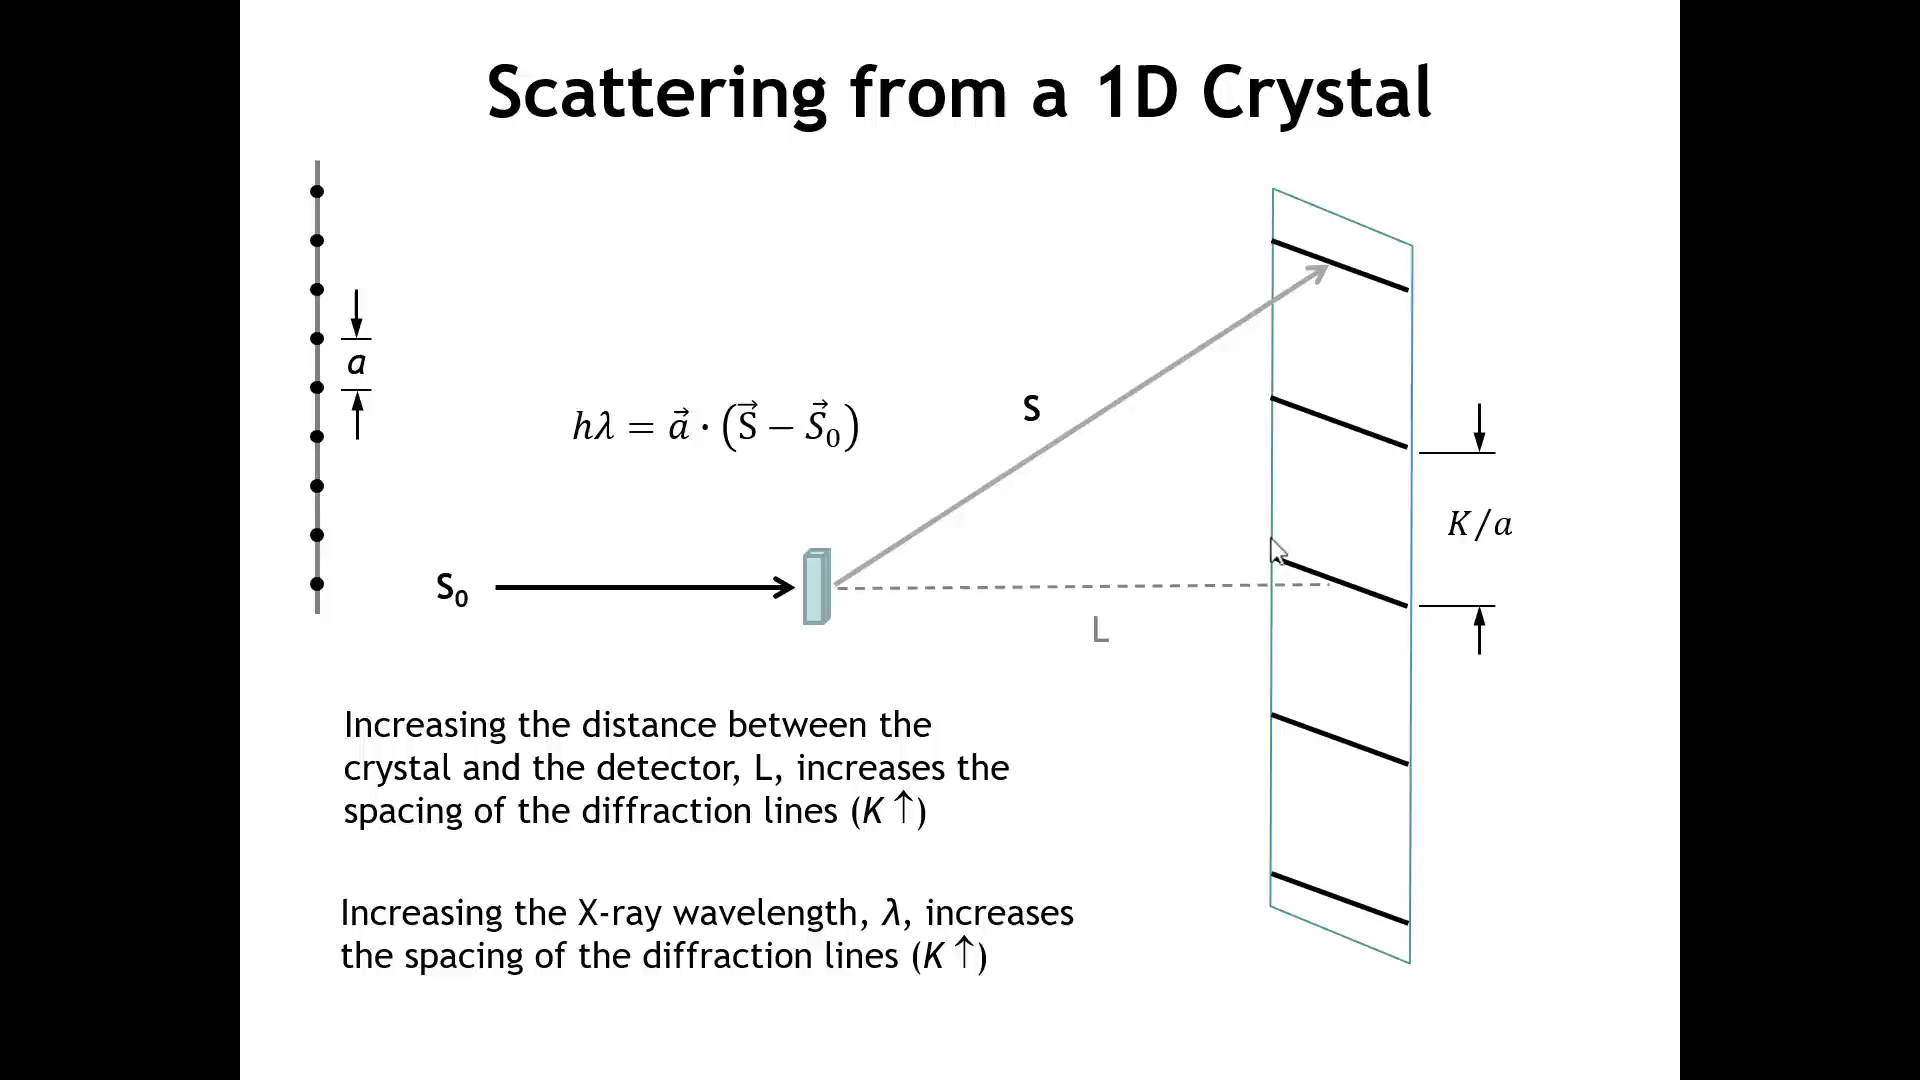 Scattering from a 1D Crystal
a
hλ = a⃗ · (S⃗ − S⃗₀)
S
K/a
S₀
L
Increasing the distance between the
crystal and the detector, L, increases the
spacing of the diffraction lines (K ↑)
Increasing the X-ray wavelength, λ, increases
the spacing of the diffraction lines (K ↑)